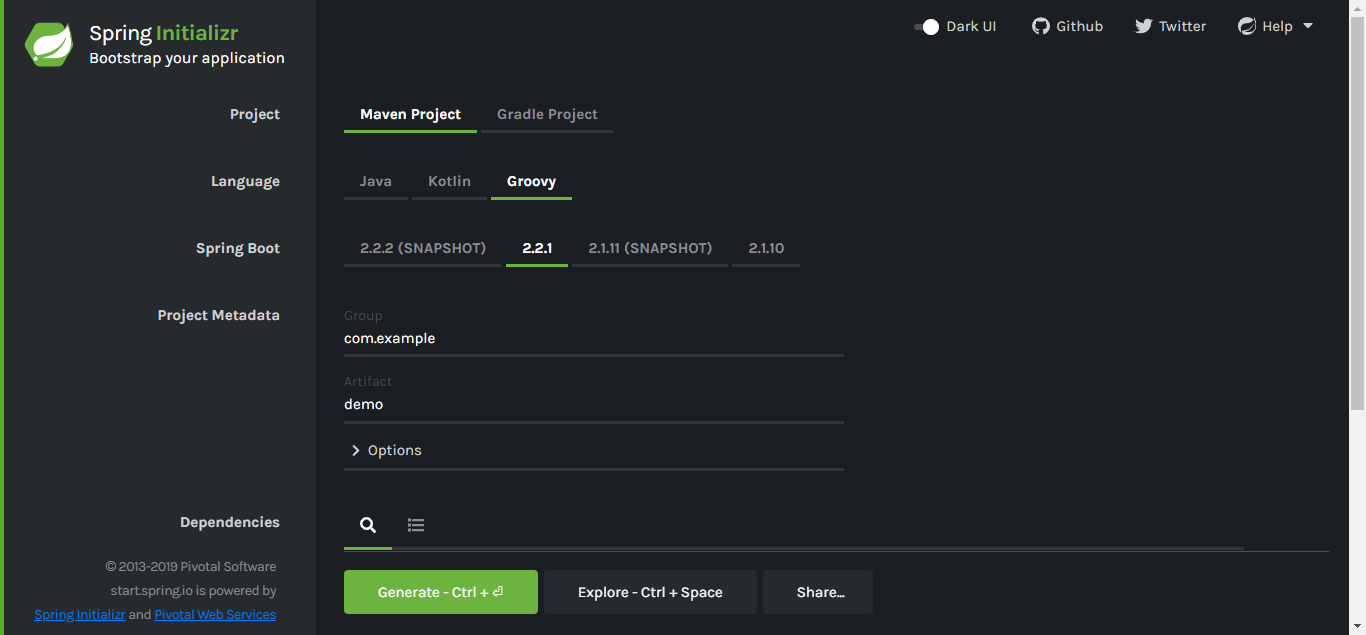 Spring Initializr
Bootstrap your application
Dark UI Github Twitter Help
Project
Maven Project Gradle Project
Language
Java Kotlin Groovy
Spring Boot
2.2.2 (SNAPSHOT) 2.2.1 2.1.11 (SNAPSHOT) 2.1.10
Project Metadata
Group
com.example
Artifact
demo
Options
Dependencies
© 2013-2019 Pivotal Software
start.spring.io is powered by
Spring Initializr and Pivotal Web Services
Generate - Ctrl + ⏎ Explore - Ctrl + Space Share...